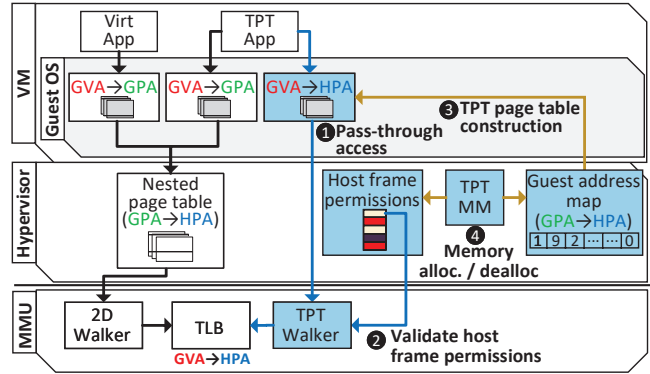 Virt
App
TPT
App
VM
Guest OS
GVA→GPA
GVA→GPA
GVA→HPA
❶Pass-through
access
❸TPT page table
construction
Hypervisor
Nested
page table
(GPA→HPA)
Host frame
permissions
TPT
MM
Guest address
map
(GPA→HPA)
1 9 2 ... ... 0
❹
Memory
alloc. / dealloc
MMU
2D
Walker
TLB
TPT
Walker
GVA→HPA
❷ Validate host
frame permissions